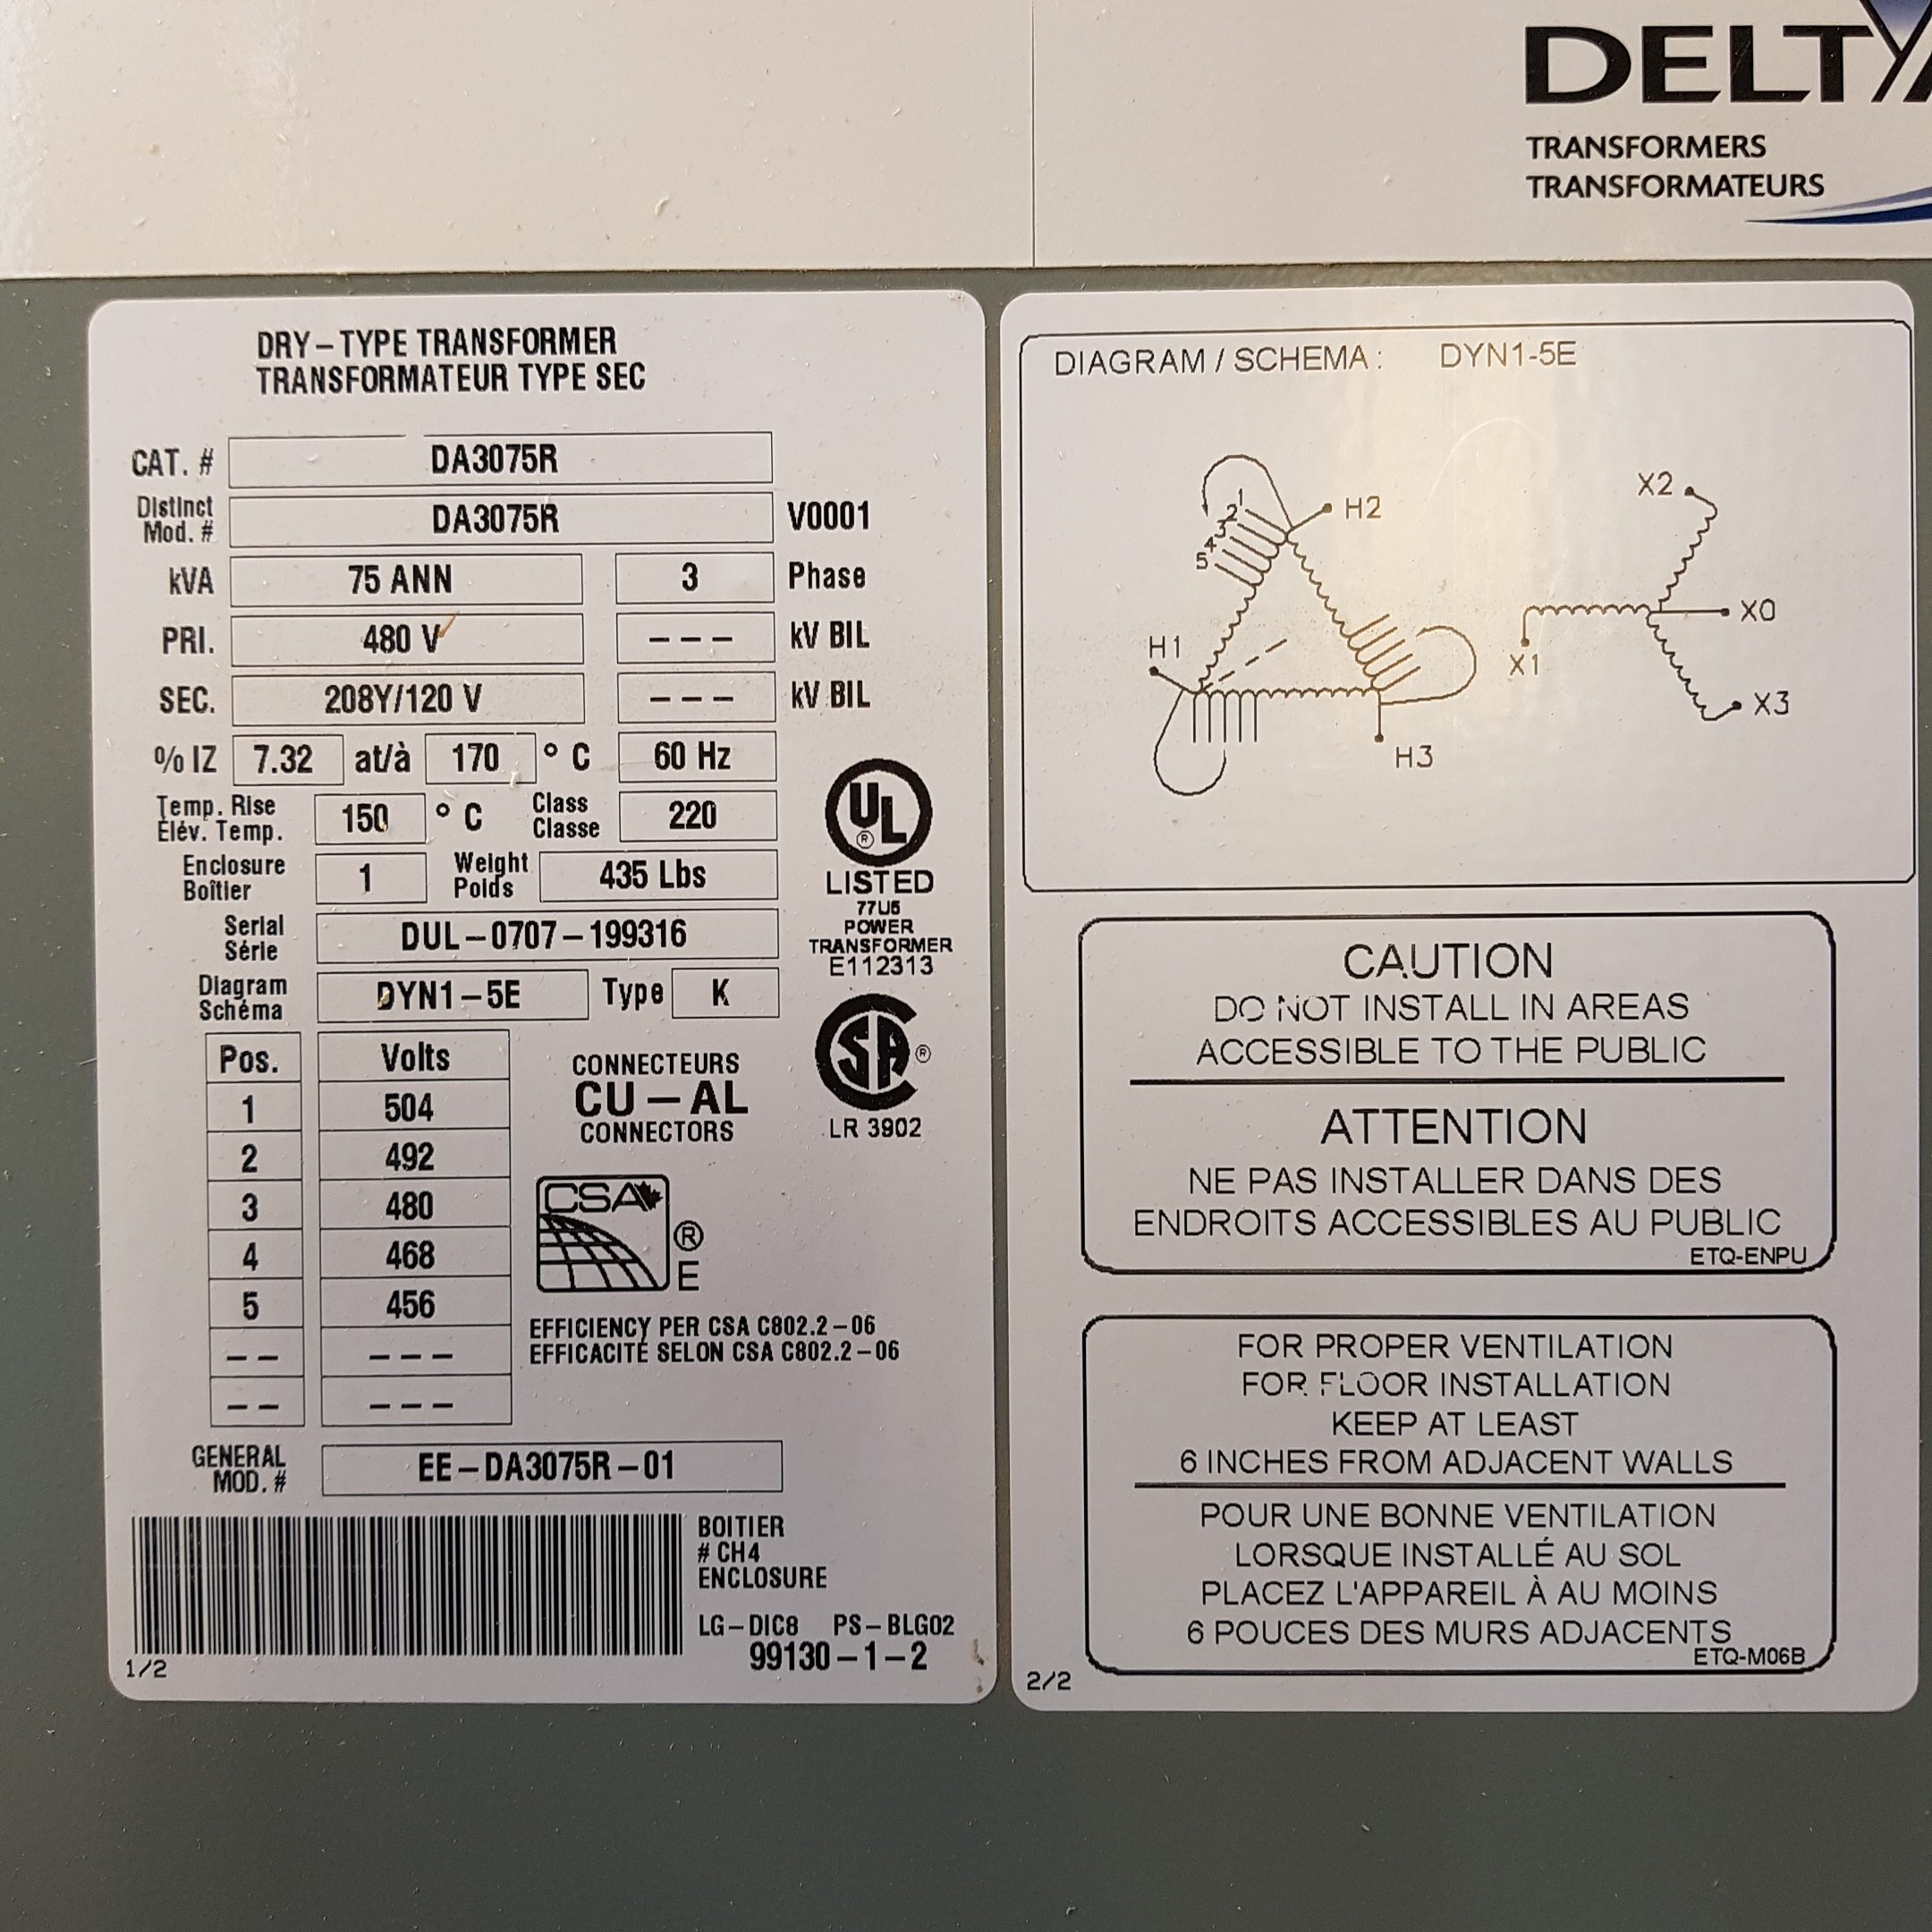 DELTA
TRANSFORMERS
TRANSFORMATEURS
DRY-TYPE TRANSFORMER
TRANSFORMATEUR TYPE SEC
CAT. # DA3075R
Distinct Mod. # DA3075R V0001
kVA 75 ANN 3 Phase
PRI. 480 V --- kV BIL
SEC. 208Y/120 V --- kV BIL
% IZ 7.32 at/à 170 ° C 60 Hz
Temp. Rise Élév. Temp. 150 ° C Class Classe 220
Enclosure Boîtier 1 Weight Poids 435 Lbs
Serial Série DUL-0707-199316
Diagram Schéma DYN1-5E Type K
Pos. Volts
1 504
2 492
3 480
4 468
5 456
-- ---
-- ---
CONNECTEURS
CU-AL
CONNECTORS
UL ®
LISTED
77U5
POWER
TRANSFORMER
E112313
SA ®
LR 3902
CSA ®
E
EFFICIENCY PER CSA C802.2-06
EFFICACITÉ SELON CSA C802.2-06
GENERAL MOD. # EE-DA3075R-01
BOITIER
# CH4
ENCLOSURE
LG-DIC8 PS-BLG02
99130-1-2
1/2
DIAGRAM / SCHEMA : DYN1-5E
1
2
3
4
5
H2
H1
H3
X2
X0
X1
X3
CAUTION
DO NOT INSTALL IN AREAS
ACCESSIBLE TO THE PUBLIC
ATTENTION
NE PAS INSTALLER DANS DES
ENDROITS ACCESSIBLES AU PUBLIC
ETQ-ENPU
FOR PROPER VENTILATION
FOR FLOOR INSTALLATION
KEEP AT LEAST
6 INCHES FROM ADJACENT WALLS
POUR UNE BONNE VENTILATION
LORSQUE INSTALLÉ AU SOL
PLACEZ L'APPAREIL À AU MOINS
6 POUCES DES MURS ADJACENTS
ETQ-M06B
2/2